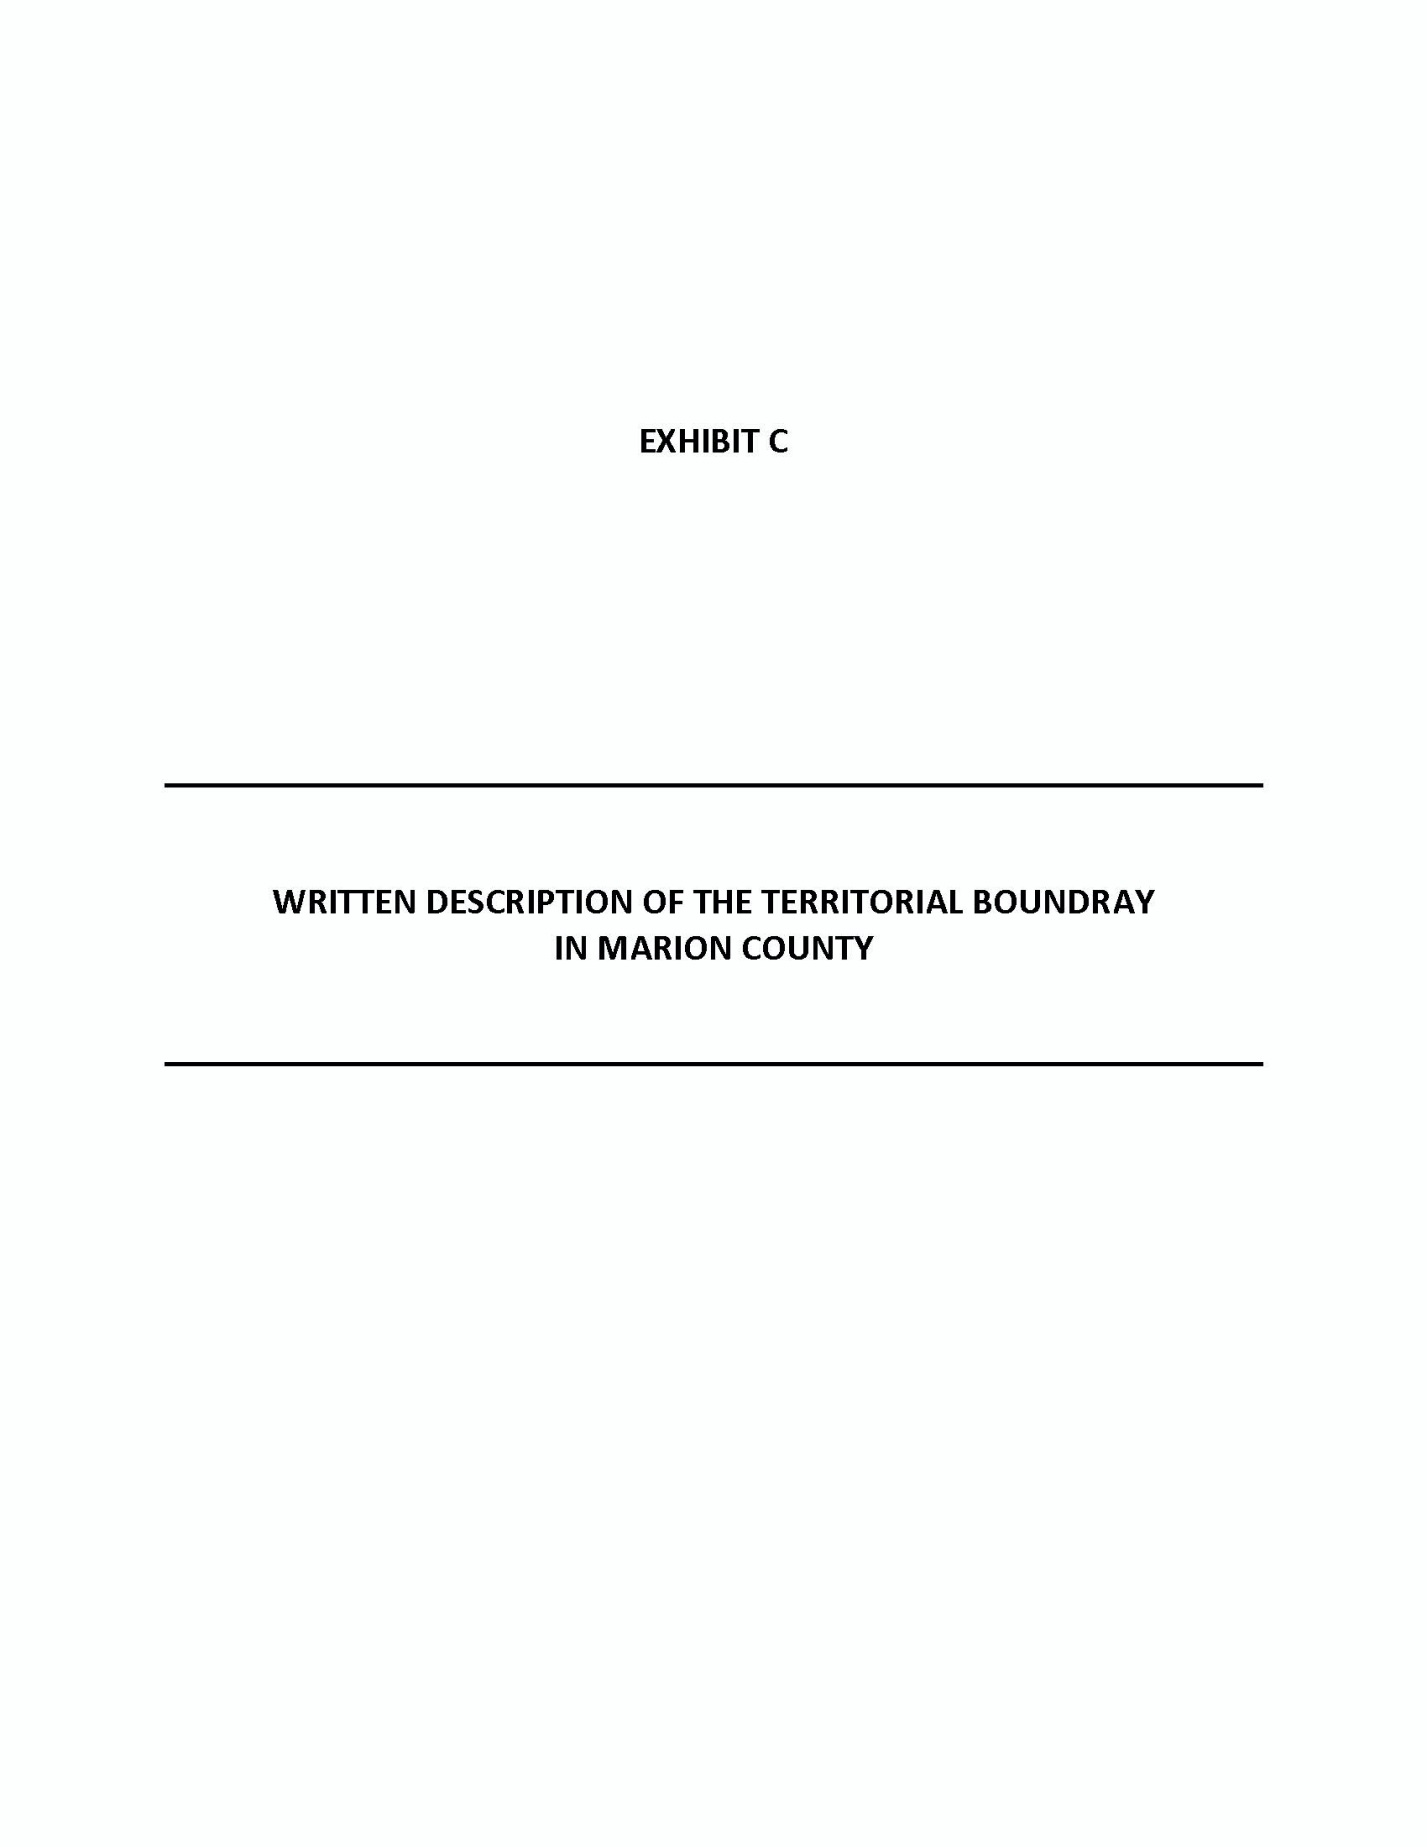 EXHIBIT C
WRITTEN DESCRIPTION OF THE TERRITORIAL BOUNDRAY
IN MARION COUNTY